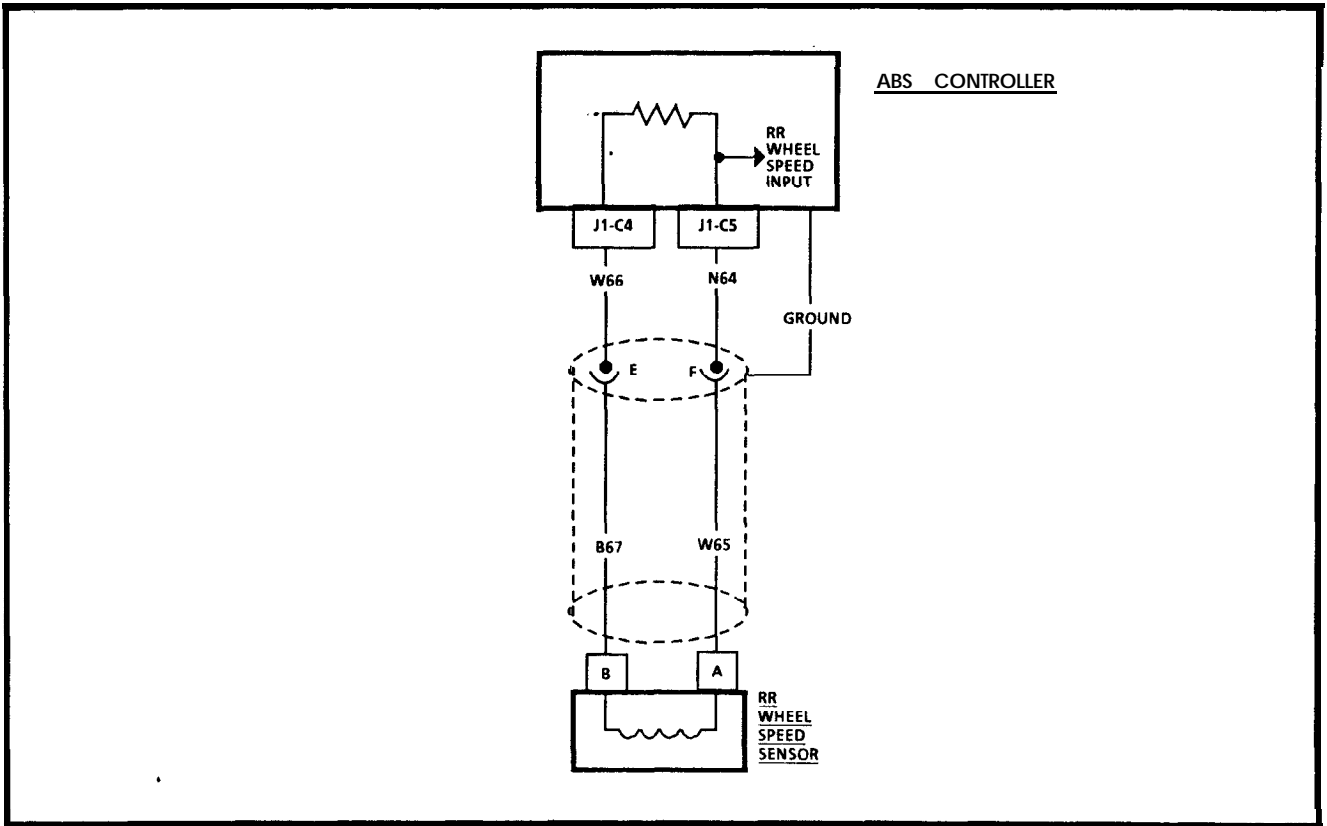 ABS CONTROLLER
RR
WHEEL
SPEED
INPUT
J1-C4
J1-C5
W66
N64
GROUND
E
F
B67
W65
B
A
RR
WHEEL
SPEED
SENSOR